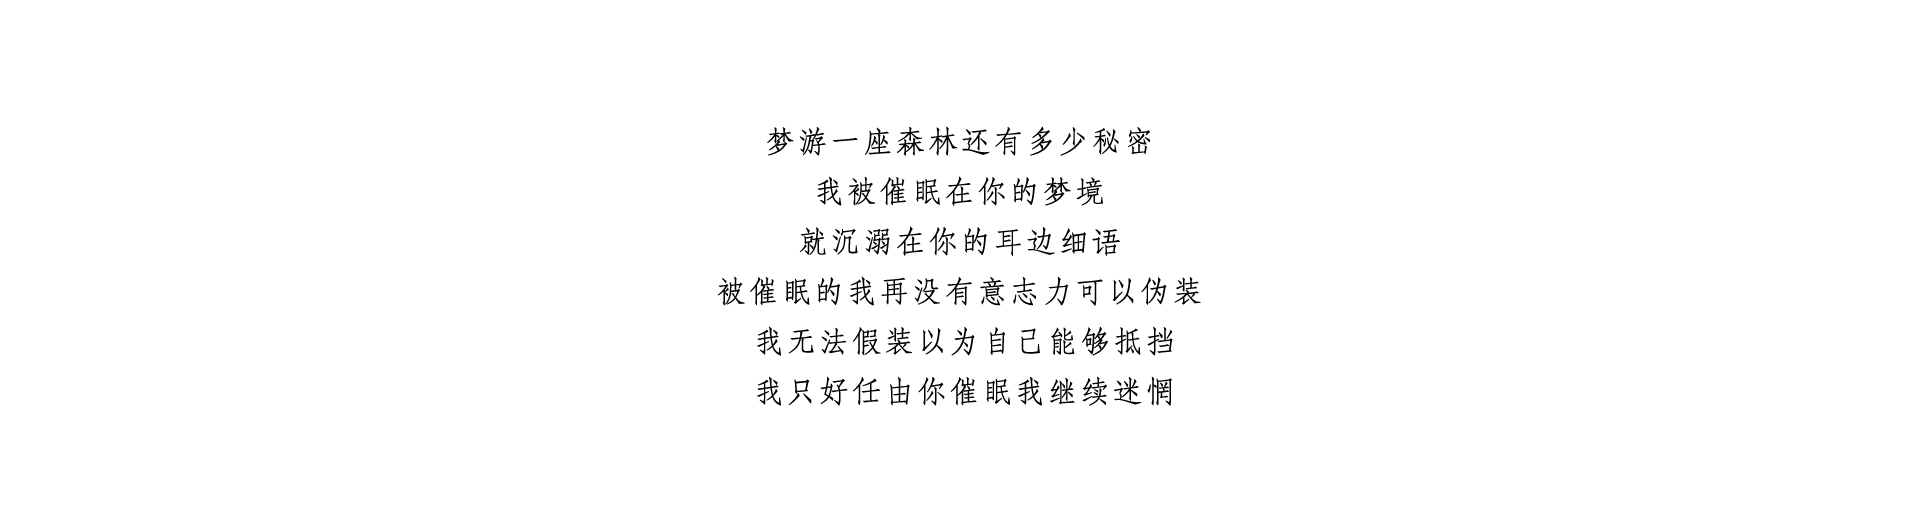 梦游一座森林还有多少秘密
我被催眠在你的梦境
就沉溺在你的耳边细语
被催眠的我再没有意志力可以伪装
我无法假装以为自己能够抵挡
我只好任由你催眠我继续迷惘